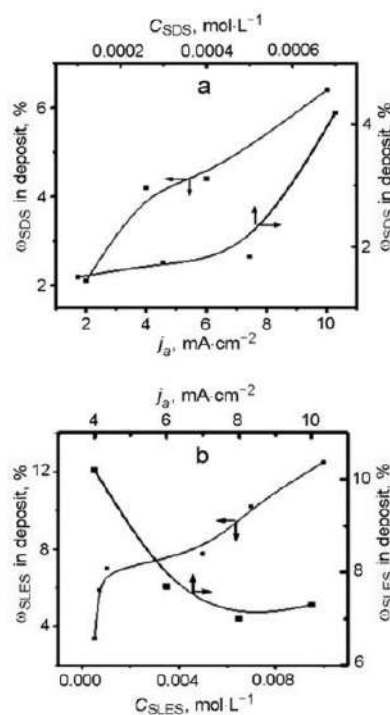 C_SDS, mol·L⁻¹
0.0002 0.0004 0.0006
a
ω_SDS in deposit, %
6
4
2
4
2
ω_SDS in deposit, %
2 4 6 8 10
j_a, mA·cm⁻²
j_a, mA·cm⁻²
4 6 8 10
b
ω_SLES in deposit, %
12
8
4
10
8
6
ω_SLES in deposit, %
0.000 0.004 0.008
C_SLES, mol·L⁻¹